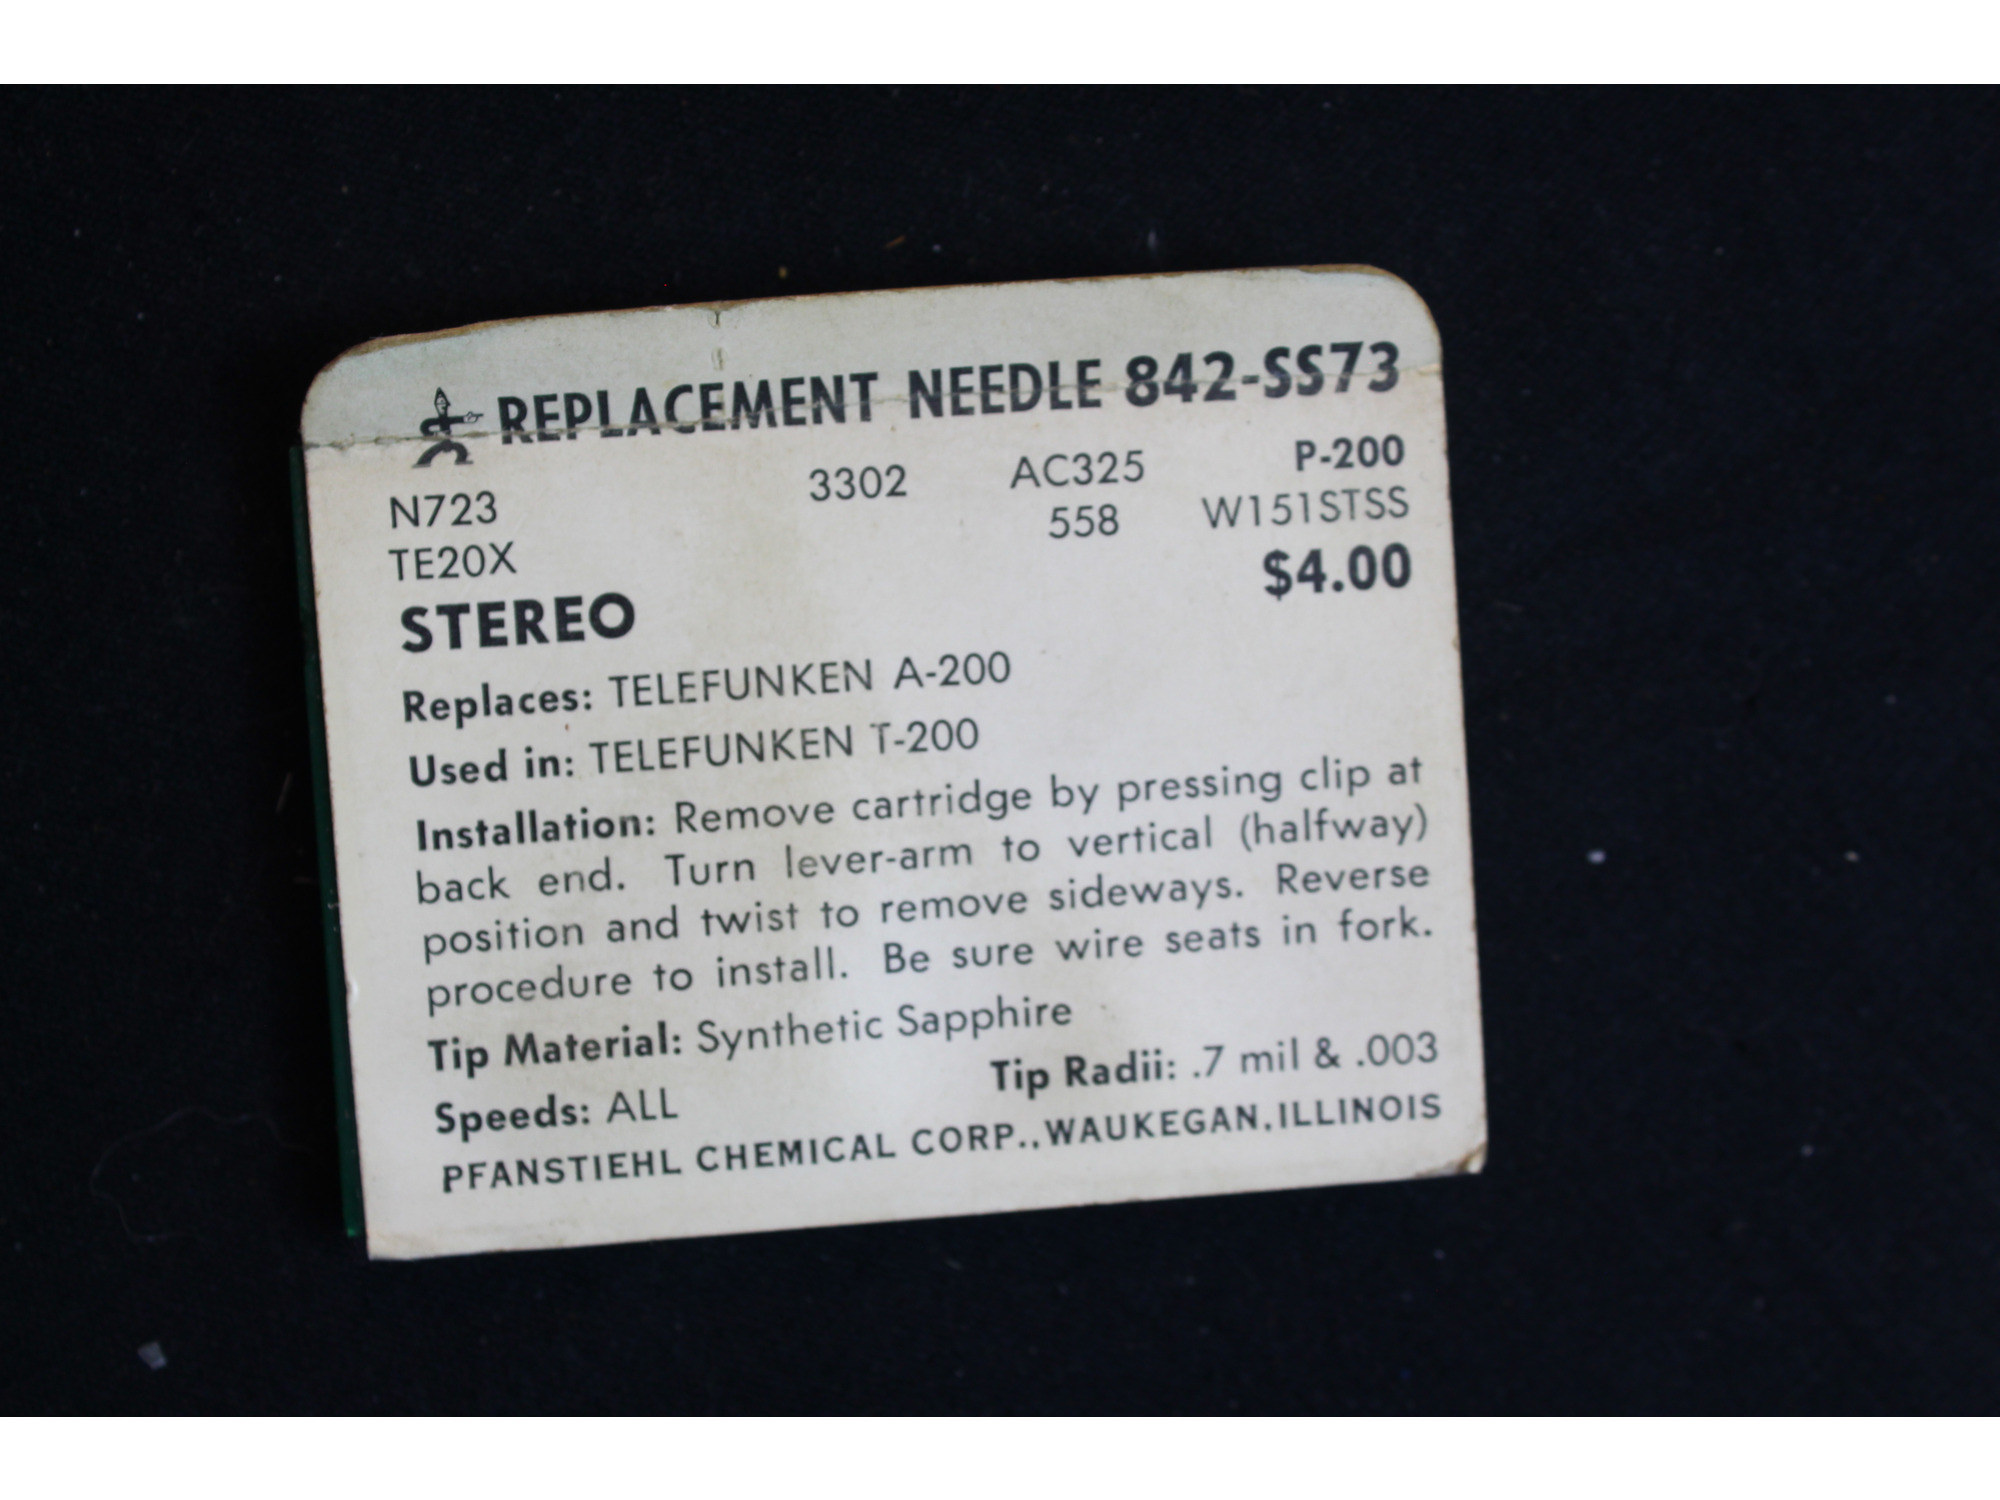 REPLACEMENT NEEDLE 842-SS73
N723 3302 AC325 P-200
TE20X 558 W151STSS
STEREO $4.00
Replaces: TELEFUNKEN A-200
Used in: TELEFUNKEN T-200
Installation: Remove cartridge by pressing clip at
back end. Turn lever-arm to vertical (halfway)
position and twist to remove sideways. Reverse
procedure to install. Be sure wire seats in fork.
Tip Material: Synthetic Sapphire
Speeds: ALL Tip Radii: .7 mil & .003
PFANSTIEHL CHEMICAL CORP., WAUKEGAN, ILLINOIS